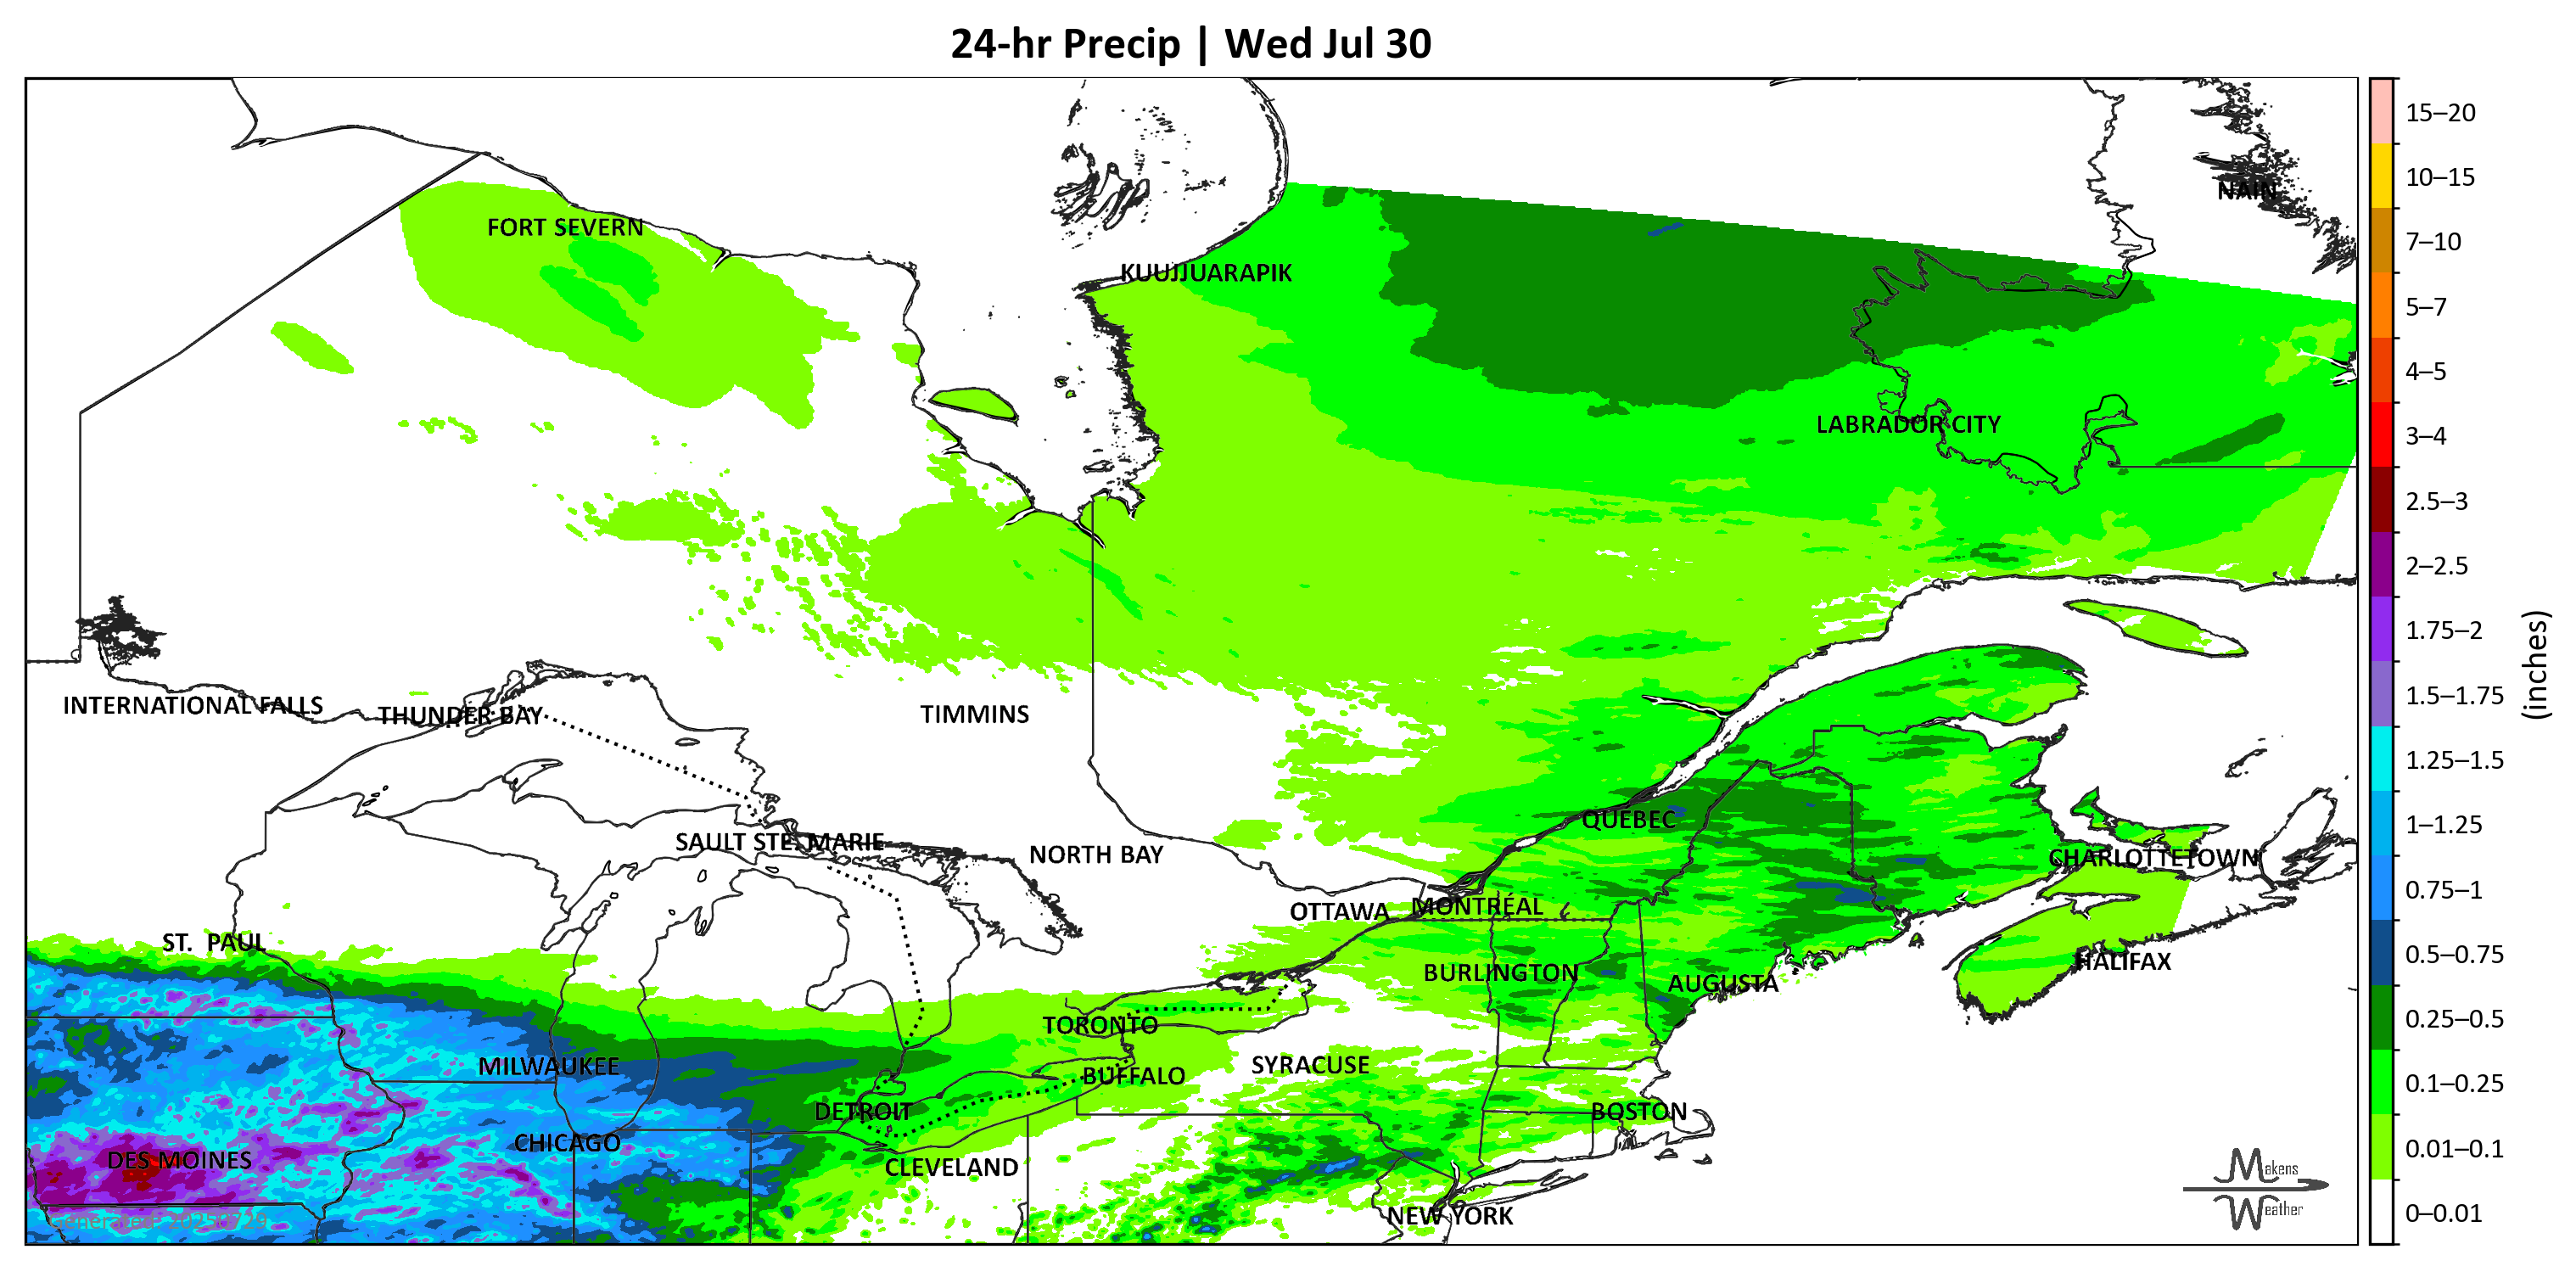 24-hr Precip | Wed Jul 30
NAIN
FORT SEVERN
KUUJJUARAPIK
LABRADOR CITY
INTERNATIONAL FALLS
THUNDER BAY
TIMMINS
QUEBEC
SAULT STE. MARIE
NORTH BAY
CHARLOTTETOWN
OTTAWA
MONTRÉAL
ST. PAUL
HALIFAX
BURLINGTON
AUGUSTA
TORONTO
MILWAUKEE
SYRACUSE
BUFFALO
DETROIT
BOSTON
CHICAGO
DES MOINES
CLEVELAND
NEW YORK
Generated: 20250729
Makens
Weather
15–20
10–15
7–10
5–7
4–5
3–4
2.5–3
2–2.5
1.75–2
1.5–1.75
1.25–1.5
1–1.25
0.75–1
0.5–0.75
0.25–0.5
0.1–0.25
0.01–0.1
0–0.01
(inches)